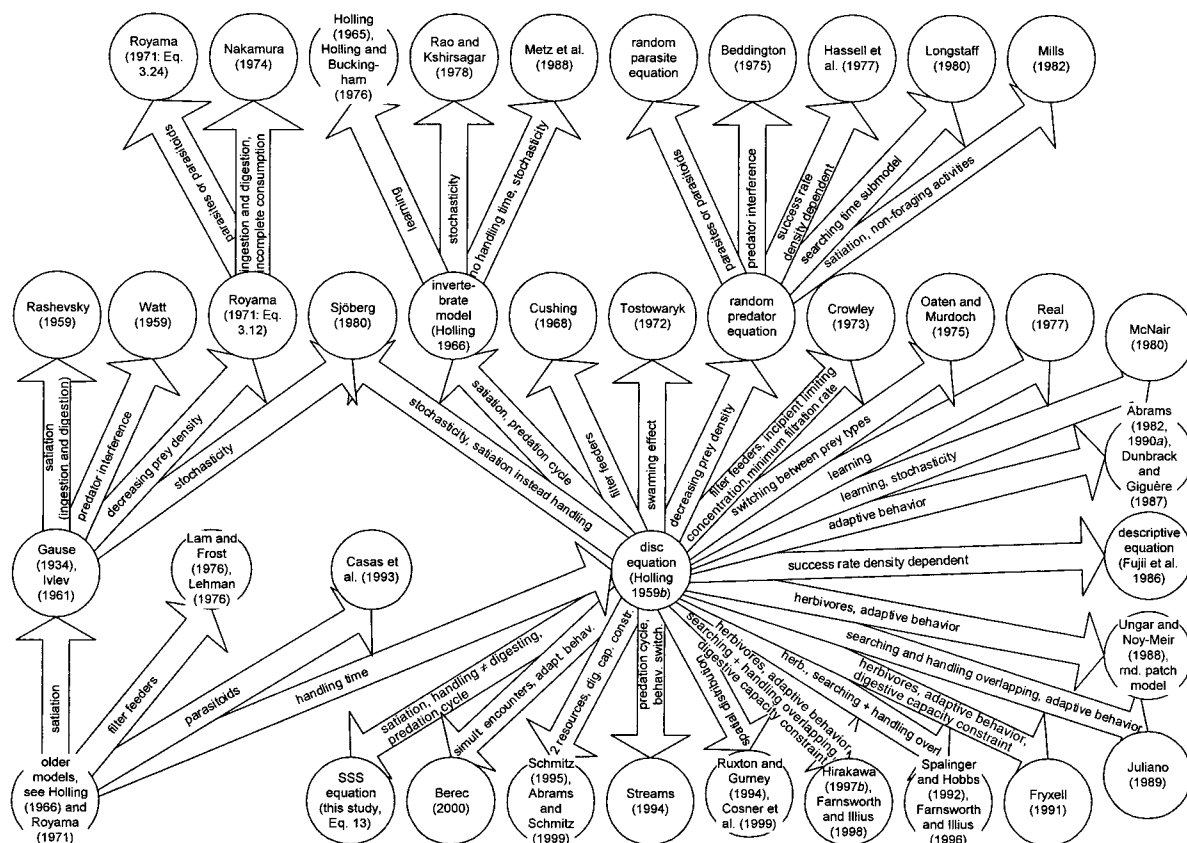 Royama
(1971: Eq.
3.24)
Nakamura
(1974)
Holling
(1965),
Holling and
Bucking-
ham
(1976)
Rao and
Kshirsagar
(1978)
Metz et al.
(1988)
random
parasite
equation
Beddington
(1975)
Hassell et
al. (1977)
Longstaff
(1980)
Mills
(1982)
parasites or parasitoids
ingestion and digestion,
incomplete consumption
learning
stochasticity
no handling time, stochasticity
parasites or parasitoids
predator interference
success rate
density dependent
searching time submodel
satiation, non-foraging activities
Rashevsky
(1959)
Watt
(1959)
Royama
(1971: Eq.
3.12)
Sjöberg
(1980)
inverte-
brate
model
(Holling
1966)
Cushing
(1968)
Tostowaryk
(1972)
random
predator
equation
Crowley
(1973)
Oaten and
Murdoch
(1975)
Real
(1977)
McNair
(1980)
satiation
(ingestion and digestion)
predator interference
decreasing prey density
stochasticity
stochasticity, satiation instead handling
satiation, predation cycle
filter feeders
swarming effect
decreasing prey density
filter feeders, incipient limiting
concentration, minimum filtration rate
switching between prey types
learning
learning, stochasticity
adaptive behavior
Abrams
(1982,
1990a),
Dunbrack
and
Giguère
(1987)
Gause
(1934),
Ivlev
(1961)
Lam and
Frost
(1976),
Lehman
(1976)
Casas et
al. (1993)
disc
equation
(Holling
1959b)
success rate density dependent
descriptive
equation
(Fujii et al.
1986)
satiation
filter feeders
parasitoids
handling time
herbivores, adaptive behavior
Ungar and
Noy-Meir
(1988),
rnd. patch
model
satiation, handling ≠ digesting,
predation cycle
simult. encounters, adapt. behav.
2 resources, dig. cap. constr.
predation cycle,
behav. switch.
spatial distribution
herbivores, adaptive behavior,
searching + handling overlapping,
digestive capacity constraint
herb., searching + handling overl.
herbivores, adaptive behavior,
digestive capacity constraint
searching and handling overlapping, adaptive behavior
older
models,
see Holling
(1966) and
Royama
(1971)
SSS
equation
(this study,
Eq. 13)
Berec
(2000)
Schmitz
(1995),
Abrams
and
Schmitz
(1999)
Streams
(1994)
Ruxton and
Gurney
(1994),
Cosner et
al. (1999)
Hirakawa
(1997b),
Farnsworth
and Illius
(1998)
Spalinger
and Hobbs
(1992),
Farnsworth
and Illius
(1996)
Fryxell
(1991)
Juliano
(1989)